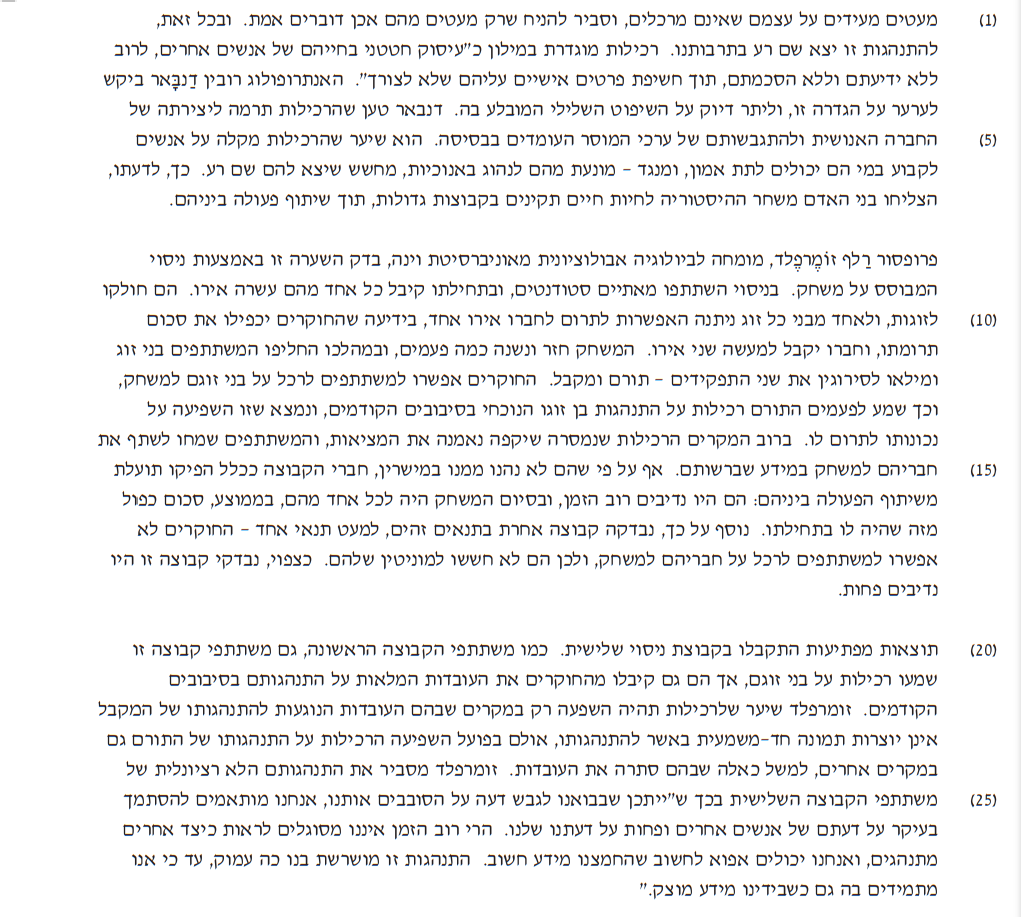 (1) מעטים מעידים על עצמם שאינם מרכלים, וסביר להניח שרק מעטים מהם אכן דוברים אמת. ובכל זאת,
להתנהגות זו יצא שם רע בתרבותנו. רכילות מוגדרת במילון כ"עיסוק חטטני בחייהם של אנשים אחרים, לרוב
ללא ידיעתם וללא הסכמתם, תוך חשיפת פרטים אישיים עליהם שלא לצורך". האנתרופולוג רובין דַנבָּאר ביקש
לערער על הגדרה זו, וליתר דיוק על השיפוט השלילי המובלע בה. דנבאר טען שהרכילות תרמה ליצירתה של
(5) החברה האנושית ולהתגבשותם של ערכי המוסר העומדים בבסיסה. הוא שיער שהרכילות מקלה על אנשים
לקבוע במי הם יכולים לתת אמון, ומנגד – מונעת מהם לנהוג באנוכיות, מחשש שיצא להם שם רע. כך, לדעתו,
הצליחו בני האדם משחר ההיסטוריה לחיות חיים תקינים בקבוצות גדולות, תוך שיתוף פעולה ביניהם.
פרופסור רַלף זוֹמֶרפֶלד, מומחה לביולוגיה אבולוציונית מאוניברסיטת וינה, בדק השערה זו באמצעות ניסוי
המבוסס על משחק. בניסוי השתתפו מאתיים סטודנטים, ובתחילתו קיבל כל אחד מהם עשרה אירו. הם חולקו
(10) לזוגות, ולאחד מבני כל זוג ניתנה האפשרות לתרום לחברו אירו אחד, בידיעה שהחוקרים יכפילו את סכום
תרומתו, וחברו יקבל למעשה שני אירו. המשחק חזר ונשנה כמה פעמים, ובמהלכו החליפו המשתתפים בני זוג
ומילאו לסירוגין את שני התפקידים – תורם ומקבל. החוקרים אפשרו למשתתפים לרכל על בני זוגם למשחק,
וכך שמע לפעמים התורם רכילות על התנהגות בן זוגו הנוכחי בסיבובים הקודמים, ונמצא שזו השפיעה על
נכונותו לתרום לו. ברוב המקרים הרכילות שנמסרה שיקפה נאמנה את המציאות, והמשתתפים שמחו לשתף את
(15) חבריהם למשחק במידע שברשותם. אף על פי שהם לא נהנו ממנו במישרין, חברי הקבוצה ככלל הפיקו תועלת
משיתוף הפעולה ביניהם: הם היו נדיבים רוב הזמן, ובסיום המשחק היה לכל אחד מהם, בממוצע, סכום כפול
מזה שהיה לו בתחילתו. נוסף על כך, נבדקה קבוצה אחרת בתנאים זהים, למעט תנאי אחד – החוקרים לא
אפשרו למשתתפים לרכל על חבריהם למשחק, ולכן הם לא חששו למוניטין שלהם. כצפוי, נבדקי קבוצה זו היו
נדיבים פחות.
(20) תוצאות מפתיעות התקבלו בקבוצת ניסוי שלישית. כמו משתתפי הקבוצה הראשונה, גם משתתפי קבוצה זו
שמעו רכילות על בני זוגם, אך הם גם קיבלו מהחוקרים את העובדות המלאות על התנהגותם בסיבובים
הקודמים. זומרפלד שיער שלרכילות תהיה השפעה רק במקרים שבהם העובדות הנוגעות להתנהגותו של המקבל
אינן יוצרות תמונה חד-משמעית באשר להתנהגותו, אולם בפועל השפיעה הרכילות על התנהגותו של התורם גם
במקרים אחרים, למשל כאלה שבהם סתרה את העובדות. זומרפלד מסביר את התנהגותם הלא רציונלית של
(25) משתתפי הקבוצה השלישית בכך ש"ייתכן שבבואנו לגבש דעה על הסובבים אותנו, אנחנו מותאמים להסתמך
בעיקר על דעתם של אנשים אחרים ופחות על דעתנו שלנו. הרי רוב הזמן איננו מסוגלים לראות כיצד אחרים
מתנהגים, ואנחנו יכולים אפוא לחשוב שהחמצנו מידע חשוב. התנהגות זו מושרשת בנו כה עמוק, עד כי אנו
מתמידים בה גם כשבידינו מידע מוצק."